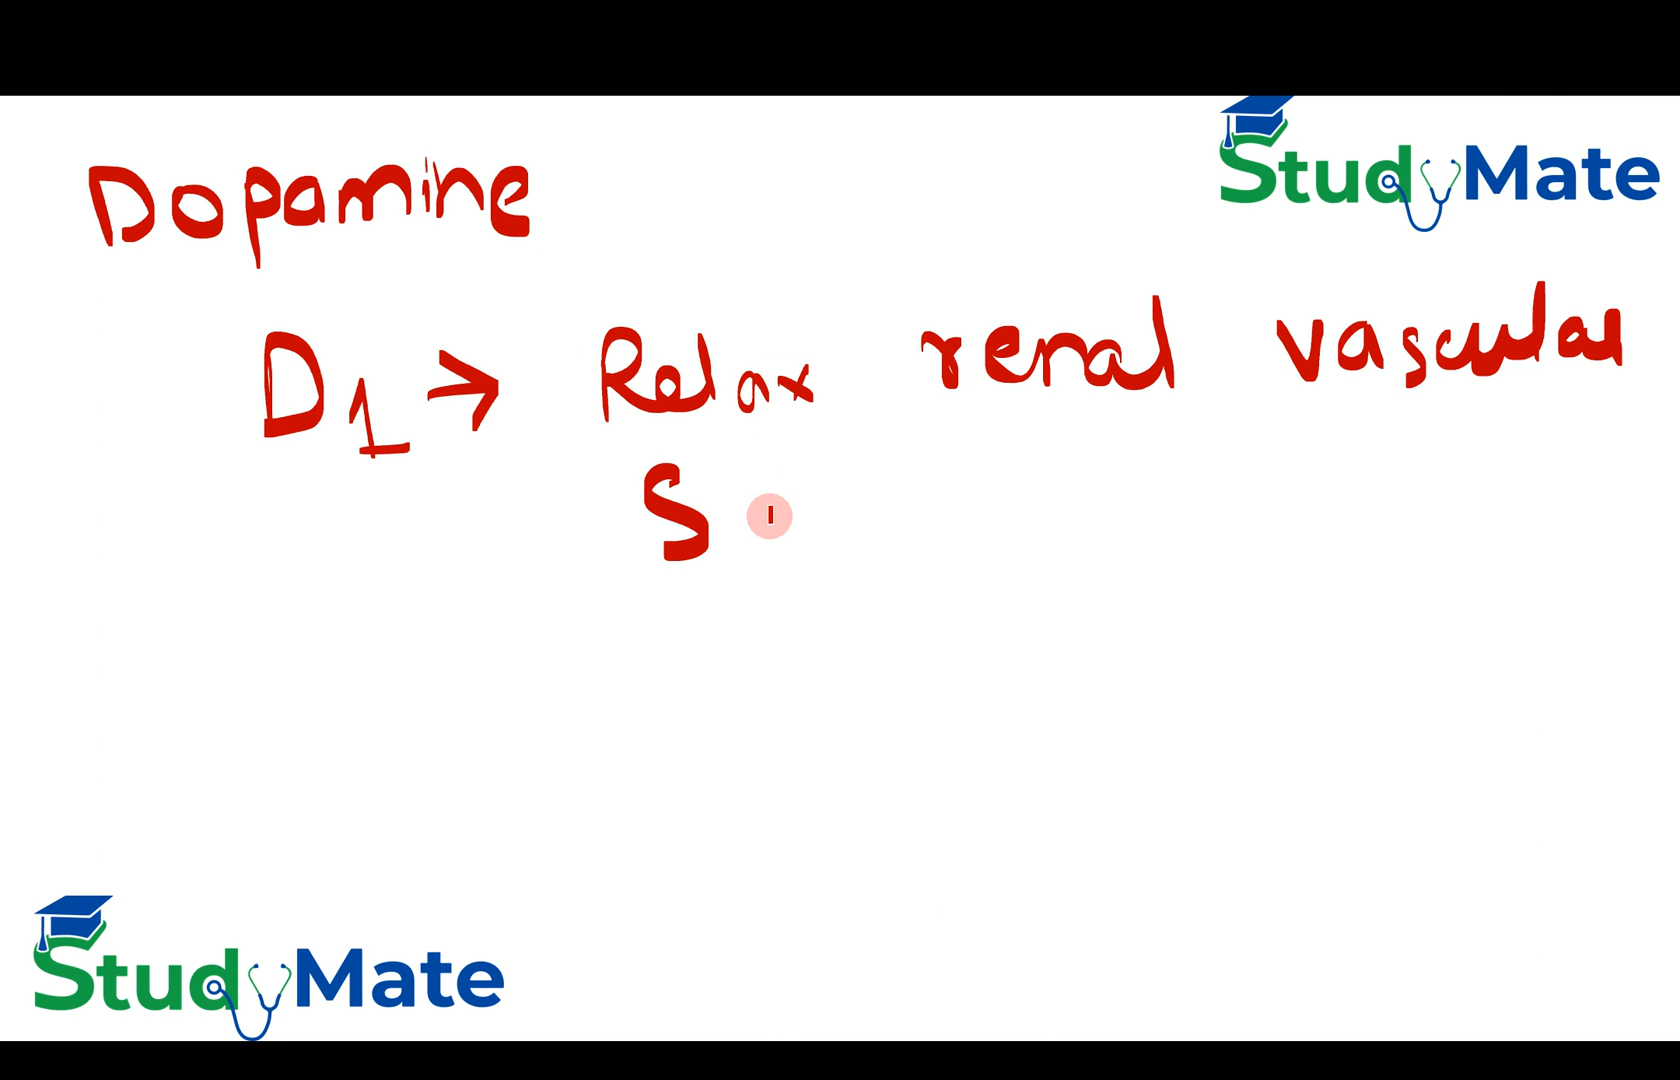 StudyMate
Dopamine
D1 → Relax renal vascular
S
StudyMate